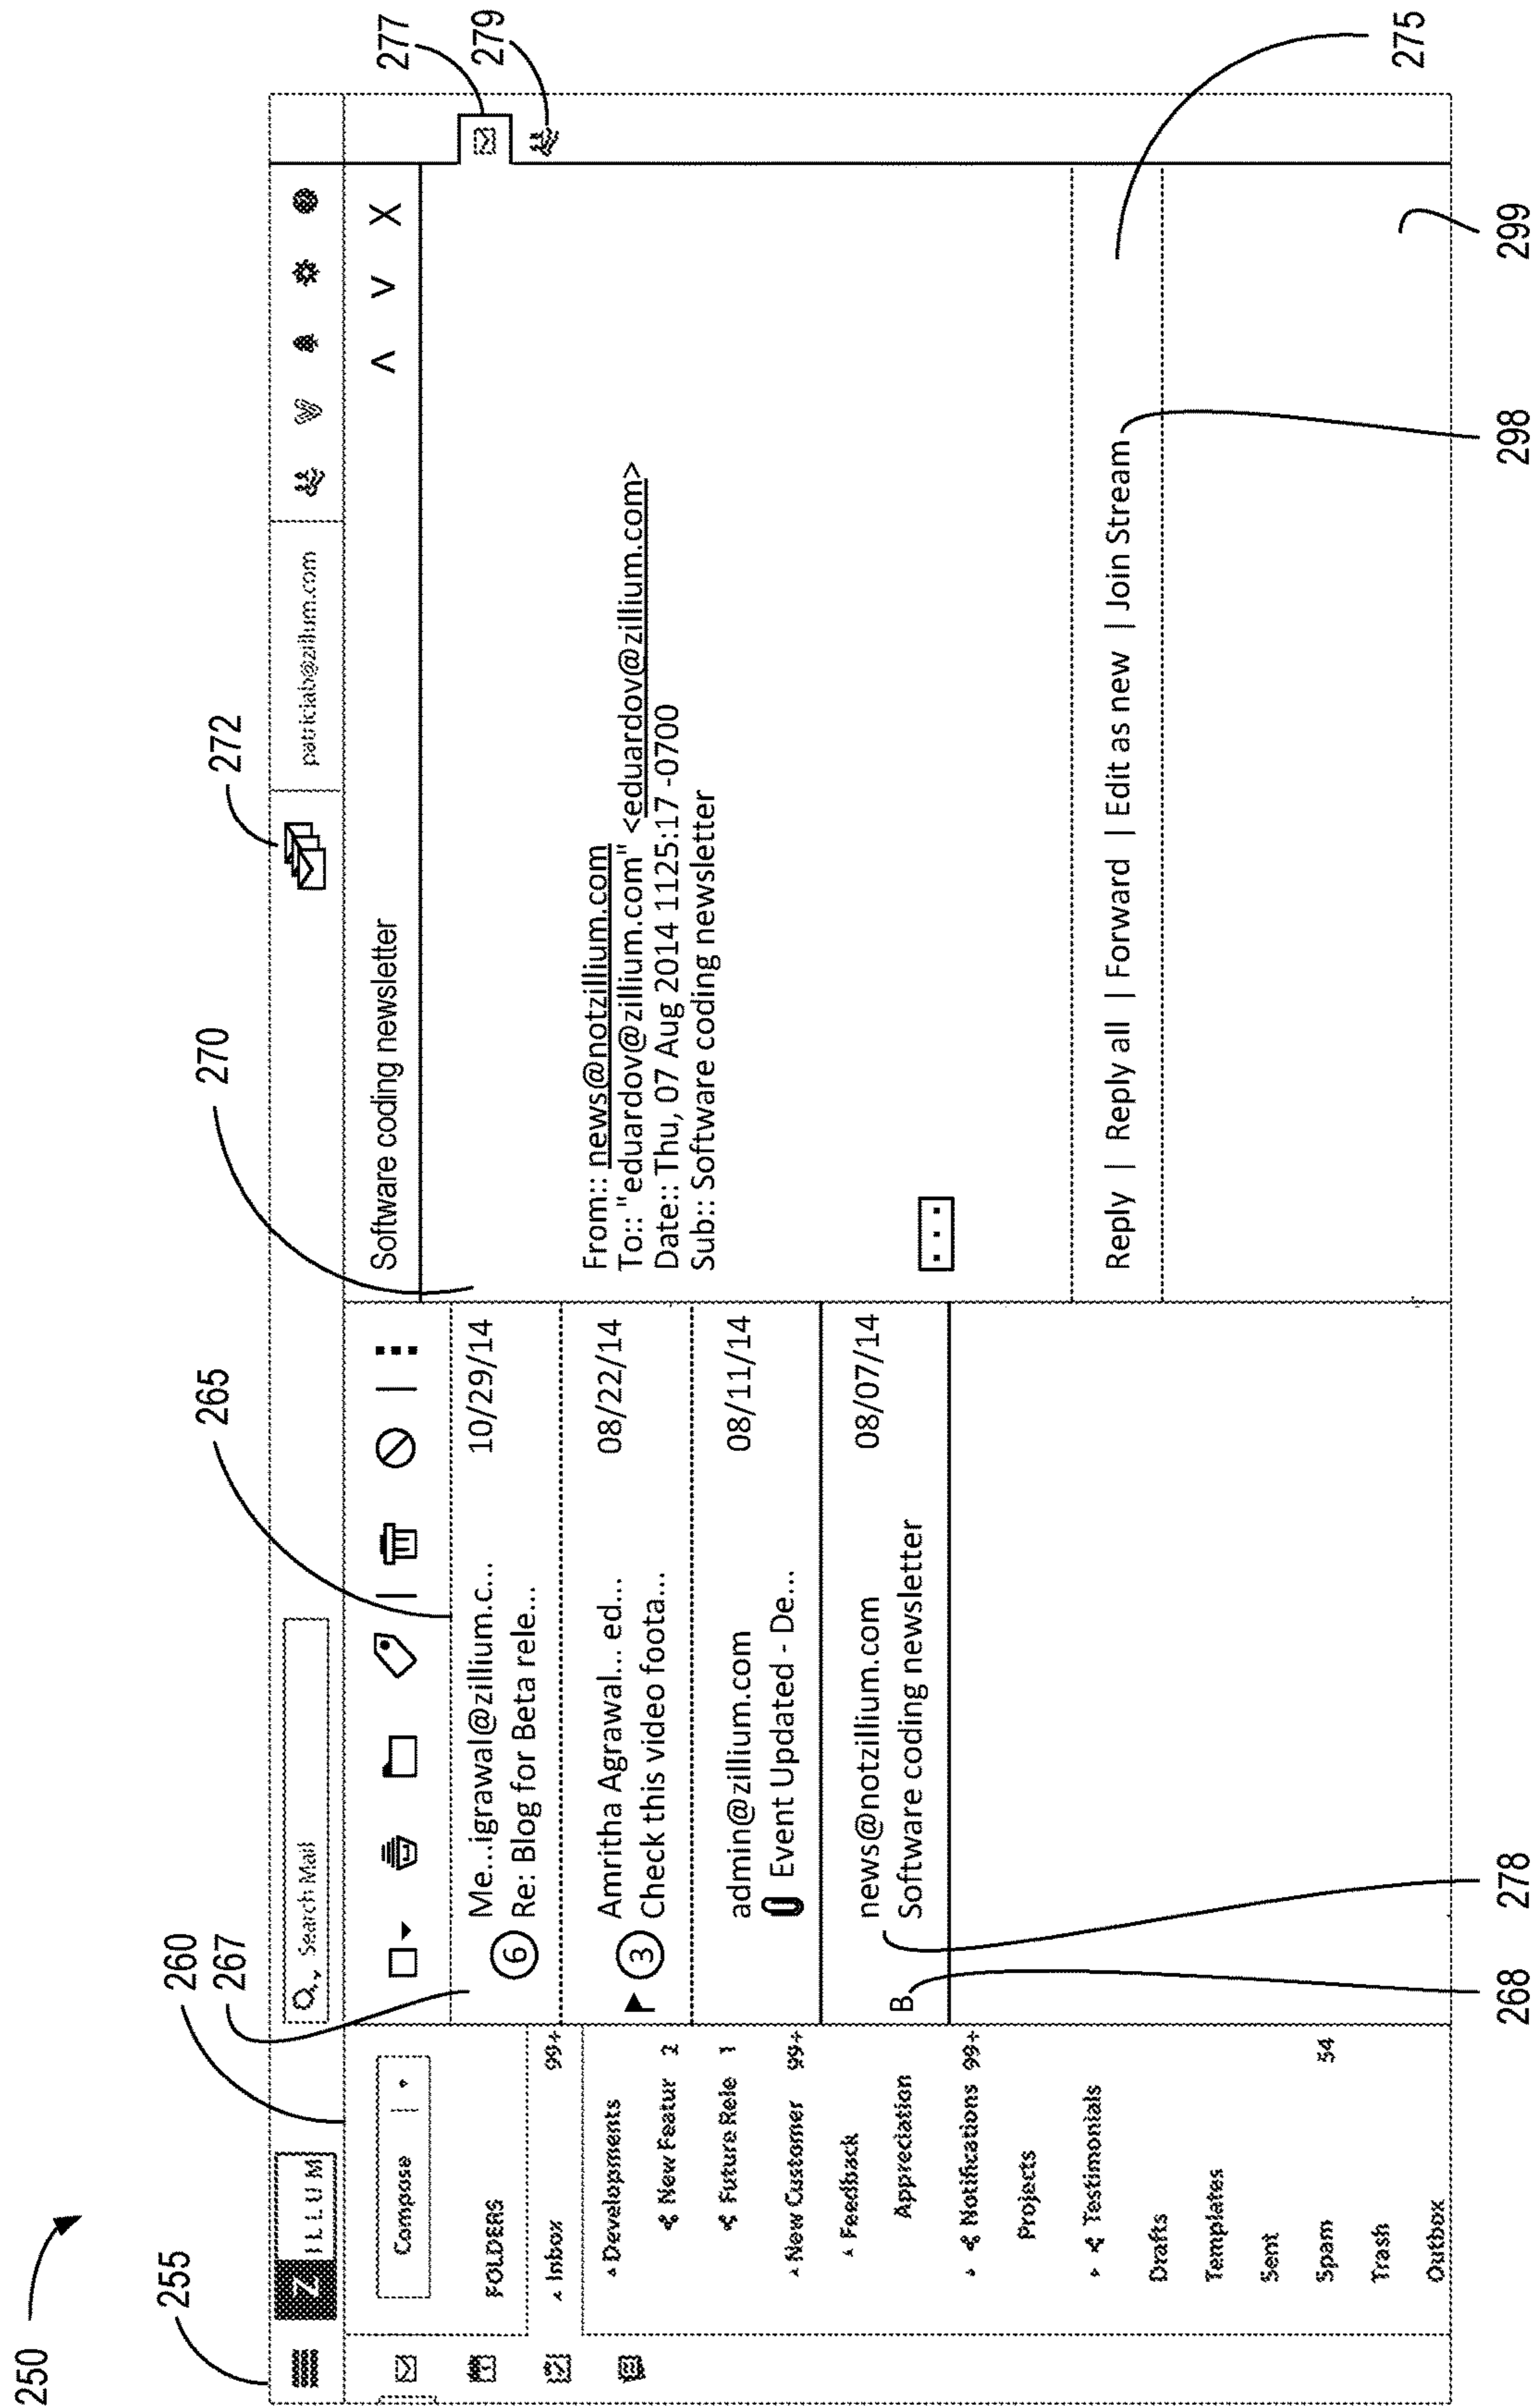 250
255
260
267
265
270
272
277
279
Z ILLUM
Search Mail
patriciab@zillum.com
Compose
FOLDERS
Inbox 99+
Developments
New Featur 2
Future Rele 1
New Customer 99+
Feedback
Appreciation
Notifications 99+
Projects
Testimonials
Drafts
Templates
Sent
Spam 54
Trash
Outbox
Me...igrawal@zillium.c... 10/29/14
6 Re: Blog for Beta rele...
Amritha Agrawal... ed... 08/22/14
3 Check this video foota...
admin@zillium.com 08/11/14
Event Updated - De...
news@notzillium.com 08/07/14
B Software coding newsletter
Software coding newsletter
< > X
From:: news@notzillium.com
To:: "eduardov@zillium.com" <eduardov@zillium.com>
Date:: Thu, 07 Aug 2014 1125:17 -0700
Sub:: Software coding newsletter
...
Reply | Reply all | Forward | Edit as new | Join Stream
268
278
298
299
275